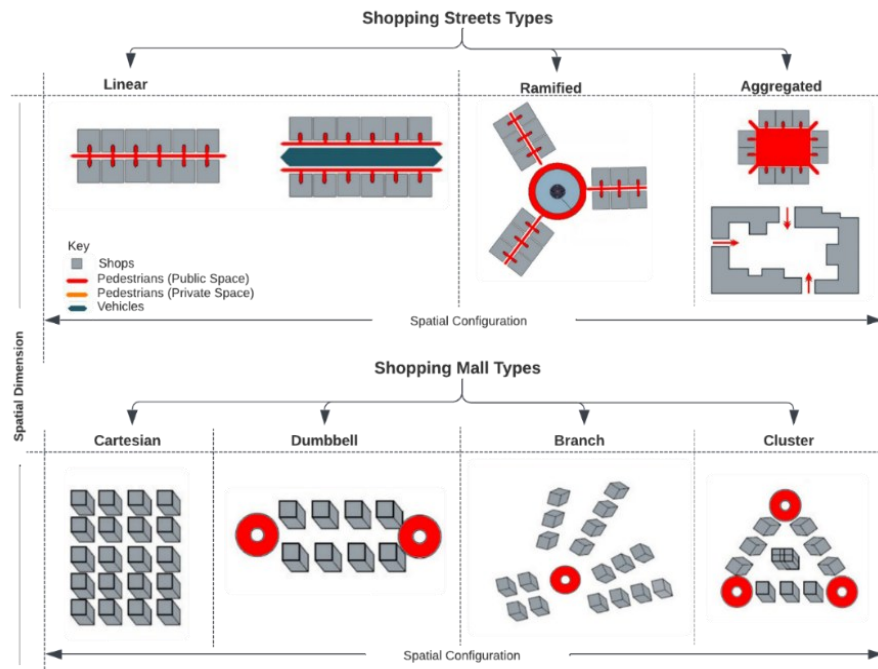 Shopping Streets Types
Linear
Ramified
Aggregated
Key
Shops
Pedestrians (Public Space)
Pedestrians (Private Space)
Vehicles
Spatial Configuration
Spatial Dimension
Shopping Mall Types
Cartesian
Dumbbell
Branch
Cluster
Spatial Configuration